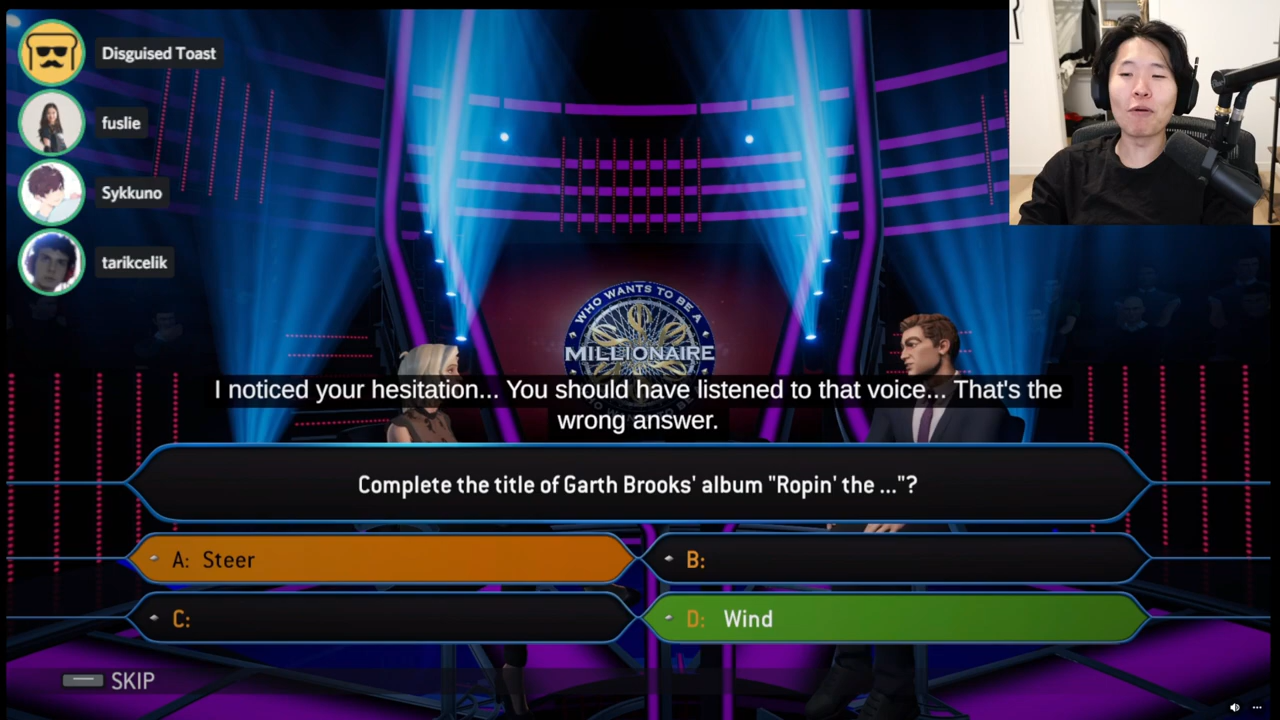 Disguised Toast
fuslie
Sykkuno
tarikcelik
WHO WANTS TO BE A
MILLIONAIRE
I noticed your hesitation... You should have listened to that voice... That's the
wrong answer.
Complete the title of Garth Brooks' album "Ropin' the ..."?
A: Steer
B:
C:
D: Wind
SKIP